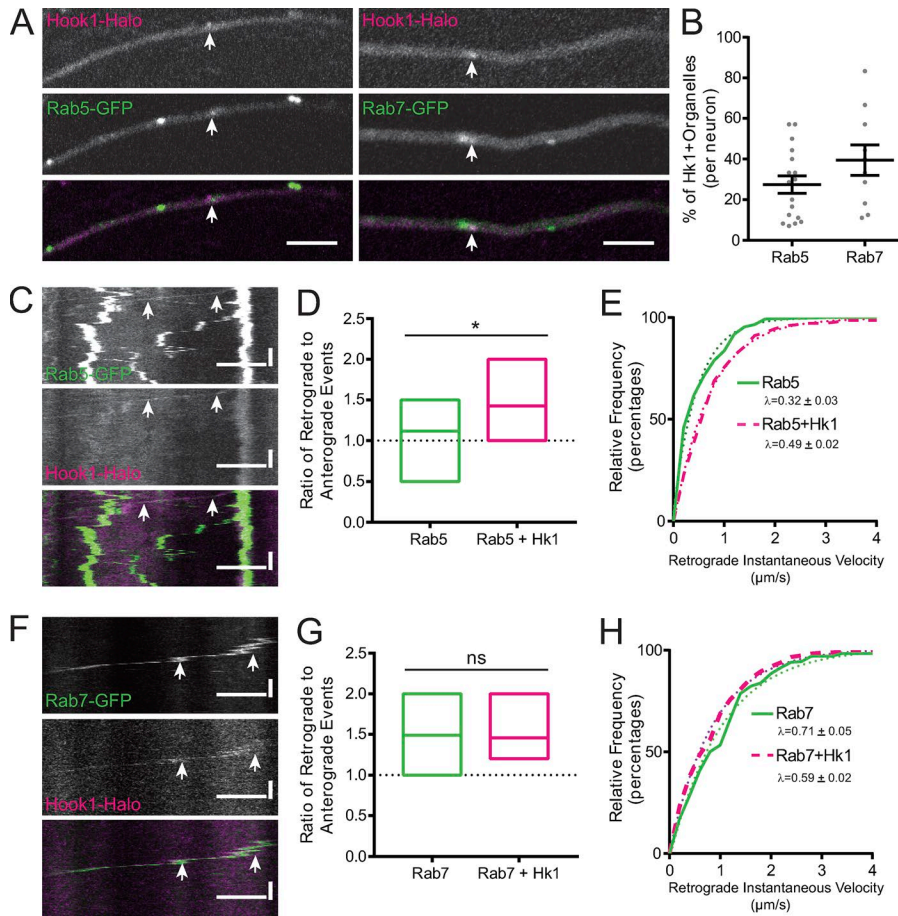 A
Hook1-Halo
Rab5-GFP
Hook1-Halo
Rab7-GFP
B
% of Hk1+Organelles
(per neuron)
100
80
60
40
20
0
Rab5
Rab7
C
Rab5-GFP
Hook1-Halo
D
Ratio of Retrograde to
Anterograde Events
2.5
2.0
1.5
1.0
0.5
0.0
*
Rab5
Rab5 + Hk1
E
Relative Frequency
(percentages)
100
50
0
Rab5
λ=0.32 ± 0.03
Rab5+Hk1
λ=0.49 ± 0.02
0 1 2 3 4
Retrograde Instantaneous Velocity
(μm/s)
F
Rab7-GFP
Hook1-Halo
G
Ratio of Retrograde to
Anterograde Events
2.5
2.0
1.5
1.0
0.5
0.0
ns
Rab7
Rab7 + Hk1
H
Relative Frequency
(percentages)
100
50
0
Rab7
λ=0.71 ± 0.05
Rab7+Hk1
λ=0.59 ± 0.02
0 1 2 3 4
Retrograde Instantaneous Velocity
(μm/s)